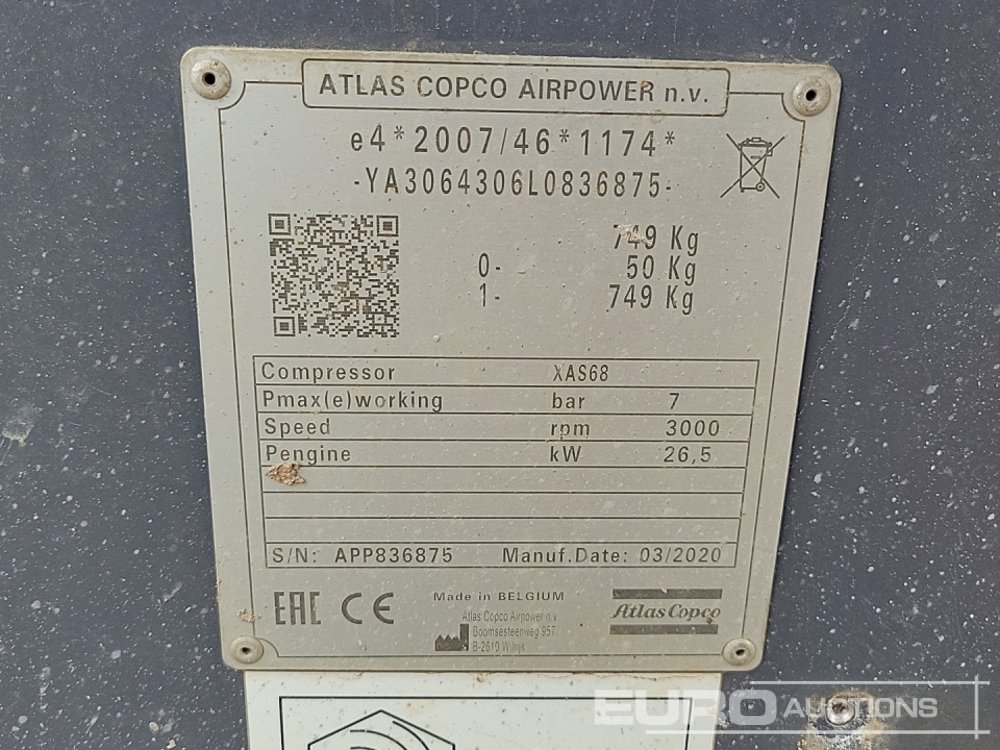 ATLAS COPCO AIRPOWER n.v.
e4*2007/46*1174*
-YA3064306L0836875-
749 Kg
0- 50 Kg
1- 749 Kg
Compressor XAS68
Pmax(e)working bar 7
Speed rpm 3000
Pengine kW 26,5
S/N: APP836875 Manuf.Date: 03/2020
EAC CE
Made in BELGIUM
Atlas Copco Airpower n.v.
Boomsesteenweg 957
B-2610 Wilrijk
Atlas Copco
EURO AUCTIONS